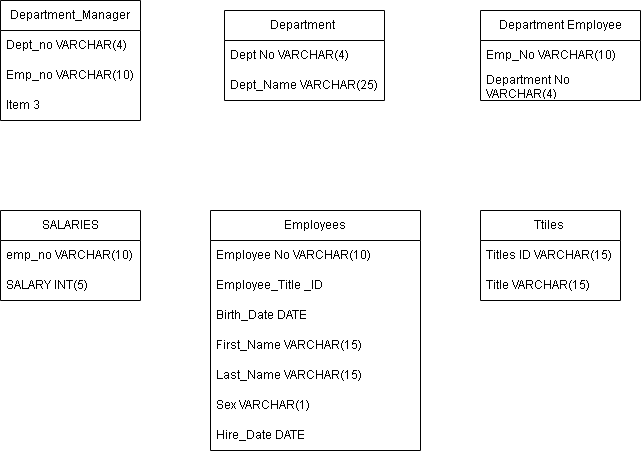 Department_Manager
Dept_no VARCHAR(4)
Emp_no VARCHAR(10)
Item 3
Department
Dept No VARCHAR(4)
Dept_Name VARCHAR(25)
Department Employee
Emp_No VARCHAR(10)
Department No
VARCHAR(4)
SALARIES
emp_no VARCHAR(10)
SALARY INT(5)
Employees
Employee No VARCHAR(10)
Employee_Title _ID
Birth_Date DATE
First_Name VARCHAR(15)
Last_Name VARCHAR(15)
Sex VARCHAR(1)
Hire_Date DATE
Ttiles
Titles ID VARCHAR(15)
Title VARCHAR(15)